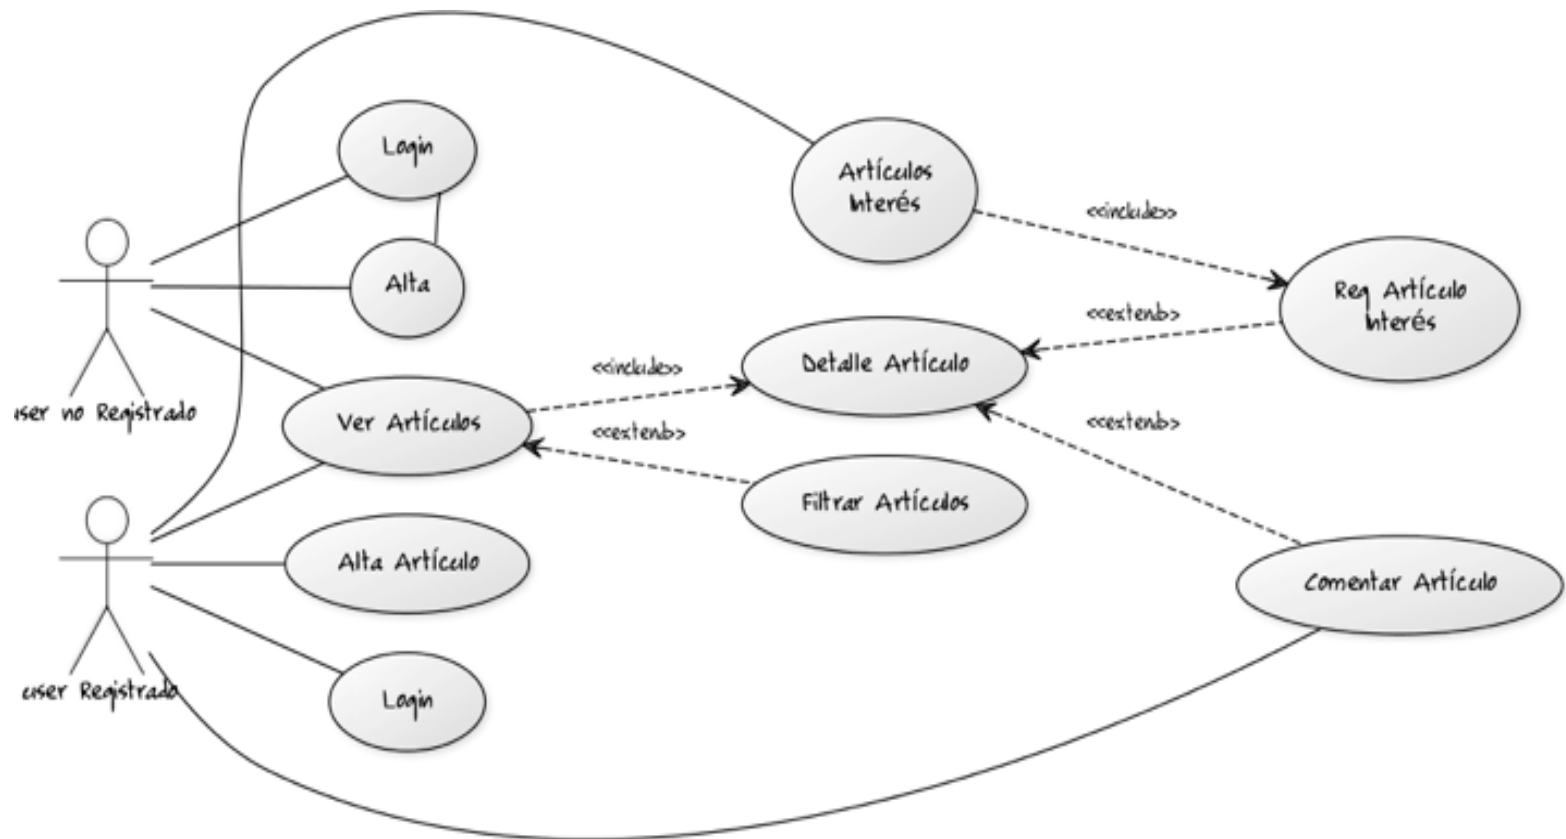 Login
Artículos
Interés
<<include>>
Alta
Reg Artículo
Interés
<<extend>>
Detalle Artículo
<<include>>
user no Registrado
Ver Artículos
<<extend>>
<<extend>>
Filtrar Artículos
Alta Artículo
Comentar Artículo
user Registrado
Login